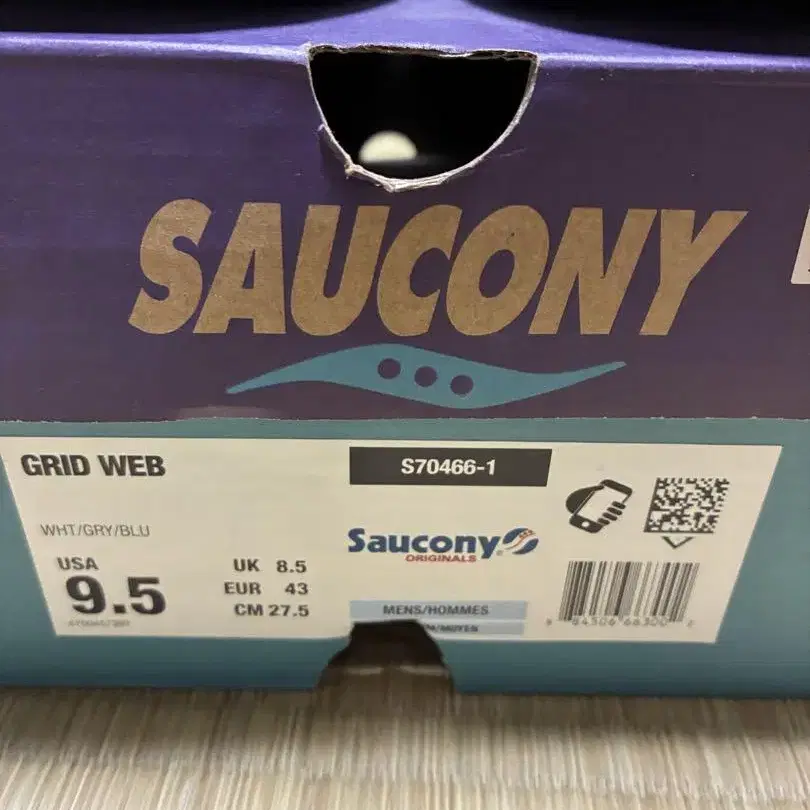 SAUCONY
GRID WEB
S70466-1
WHT/GRY/BLU
Saucony
ORIGINALS
USA
9.5
UK 8.5
EUR 43
CM 27.5
MENS/HOMMES